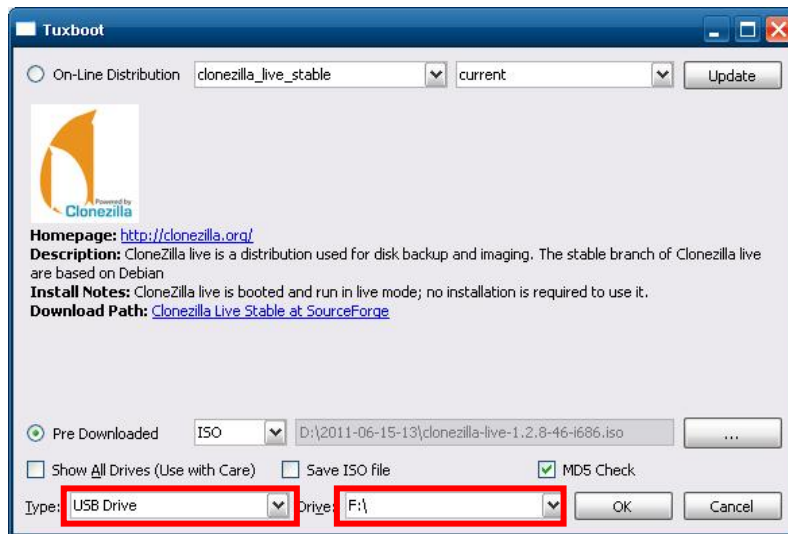 Tuxboot
On-Line Distribution clonezilla_live_stable current Update
Powered by
Clonezilla
Homepage: http://clonezilla.org/
Description: CloneZilla live is a distribution used for disk backup and imaging. The stable branch of Clonezilla live
are based on Debian
Install Notes: CloneZilla live is booted and run in live mode; no installation is required to use it.
Download Path: Clonezilla Live Stable at SourceForge
Pre Downloaded ISO D:\2011-06-15-13\clonezilla-live-1.2.8-46-i686.iso ...
Show All Drives (Use with Care) Save ISO file MD5 Check
Type: USB Drive Drive: F:\ OK Cancel